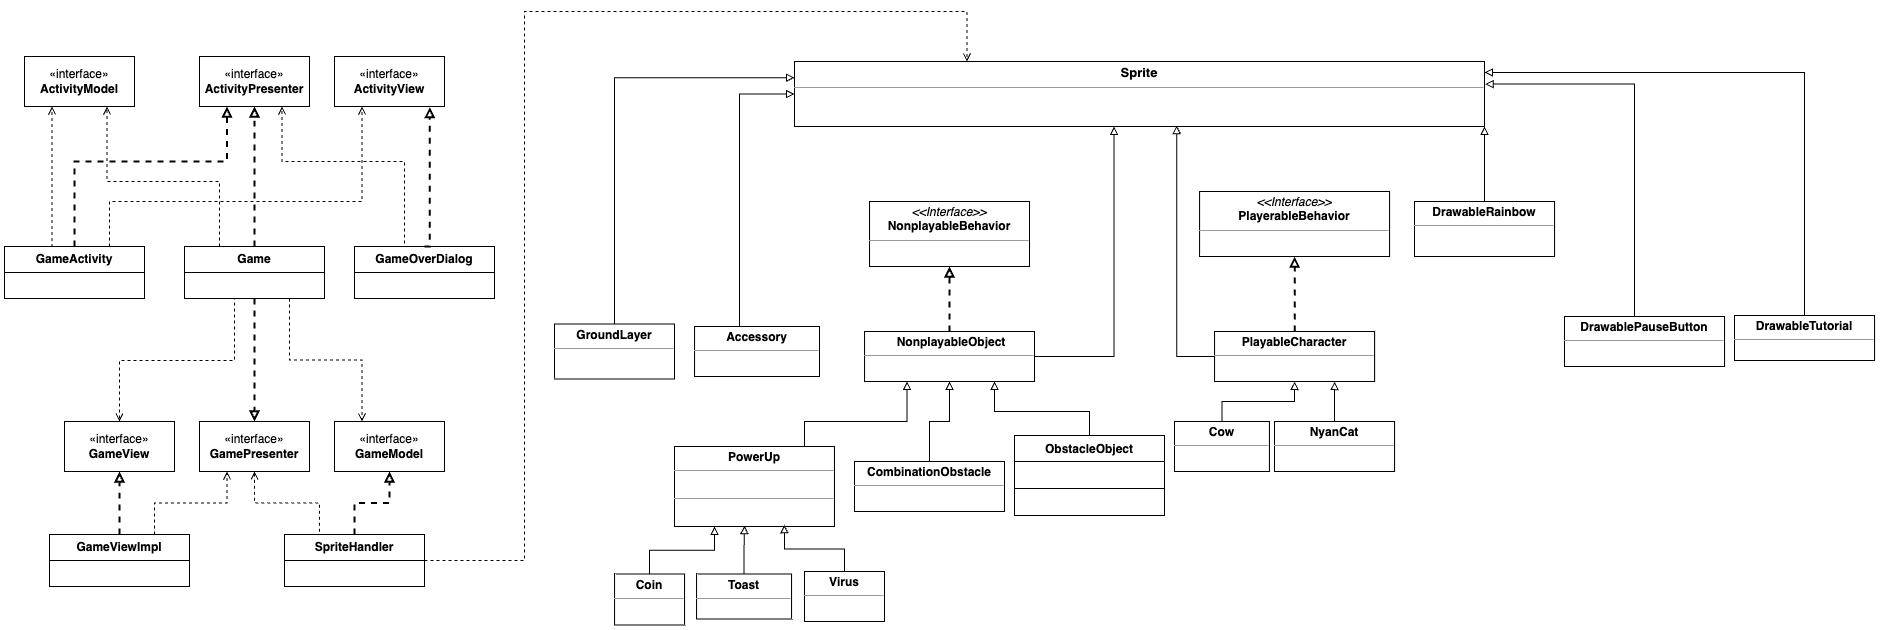 «interface»
ActivityModel
«interface»
ActivityPresenter
«interface»
ActivityView
Sprite
<<Interface>>
NonplayableBehavior
<<Interface>>
PlayerableBehavior
DrawableRainbow
GameActivity
Game
GameOverDialog
GroundLayer
Accessory
NonplayableObject
PlayableCharacter
DrawablePauseButton
DrawableTutorial
«interface»
GameView
«interface»
GamePresenter
«interface»
GameModel
PowerUp
CombinationObstacle
ObstacleObject
Cow
NyanCat
GameViewImpl
SpriteHandler
Coin
Toast
Virus